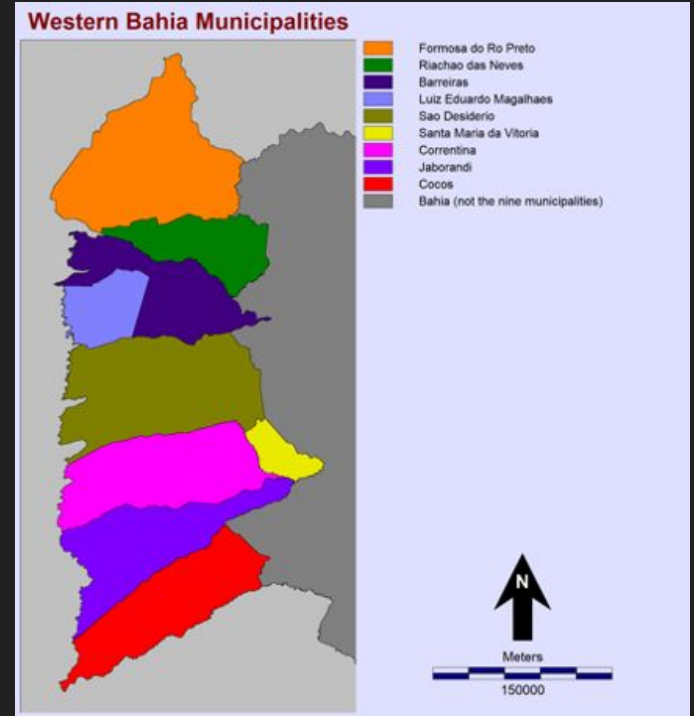 Western Bahia Municipalities
Formosa do Ro Preto
Riachao das Neves
Barreiras
Luiz Eduardo Magalhaes
Sao Desiderio
Santa Maria da Vitoria
Correntina
Jaborandi
Cocos
Bahia (not the nine municipalities)
N
Meters
150000